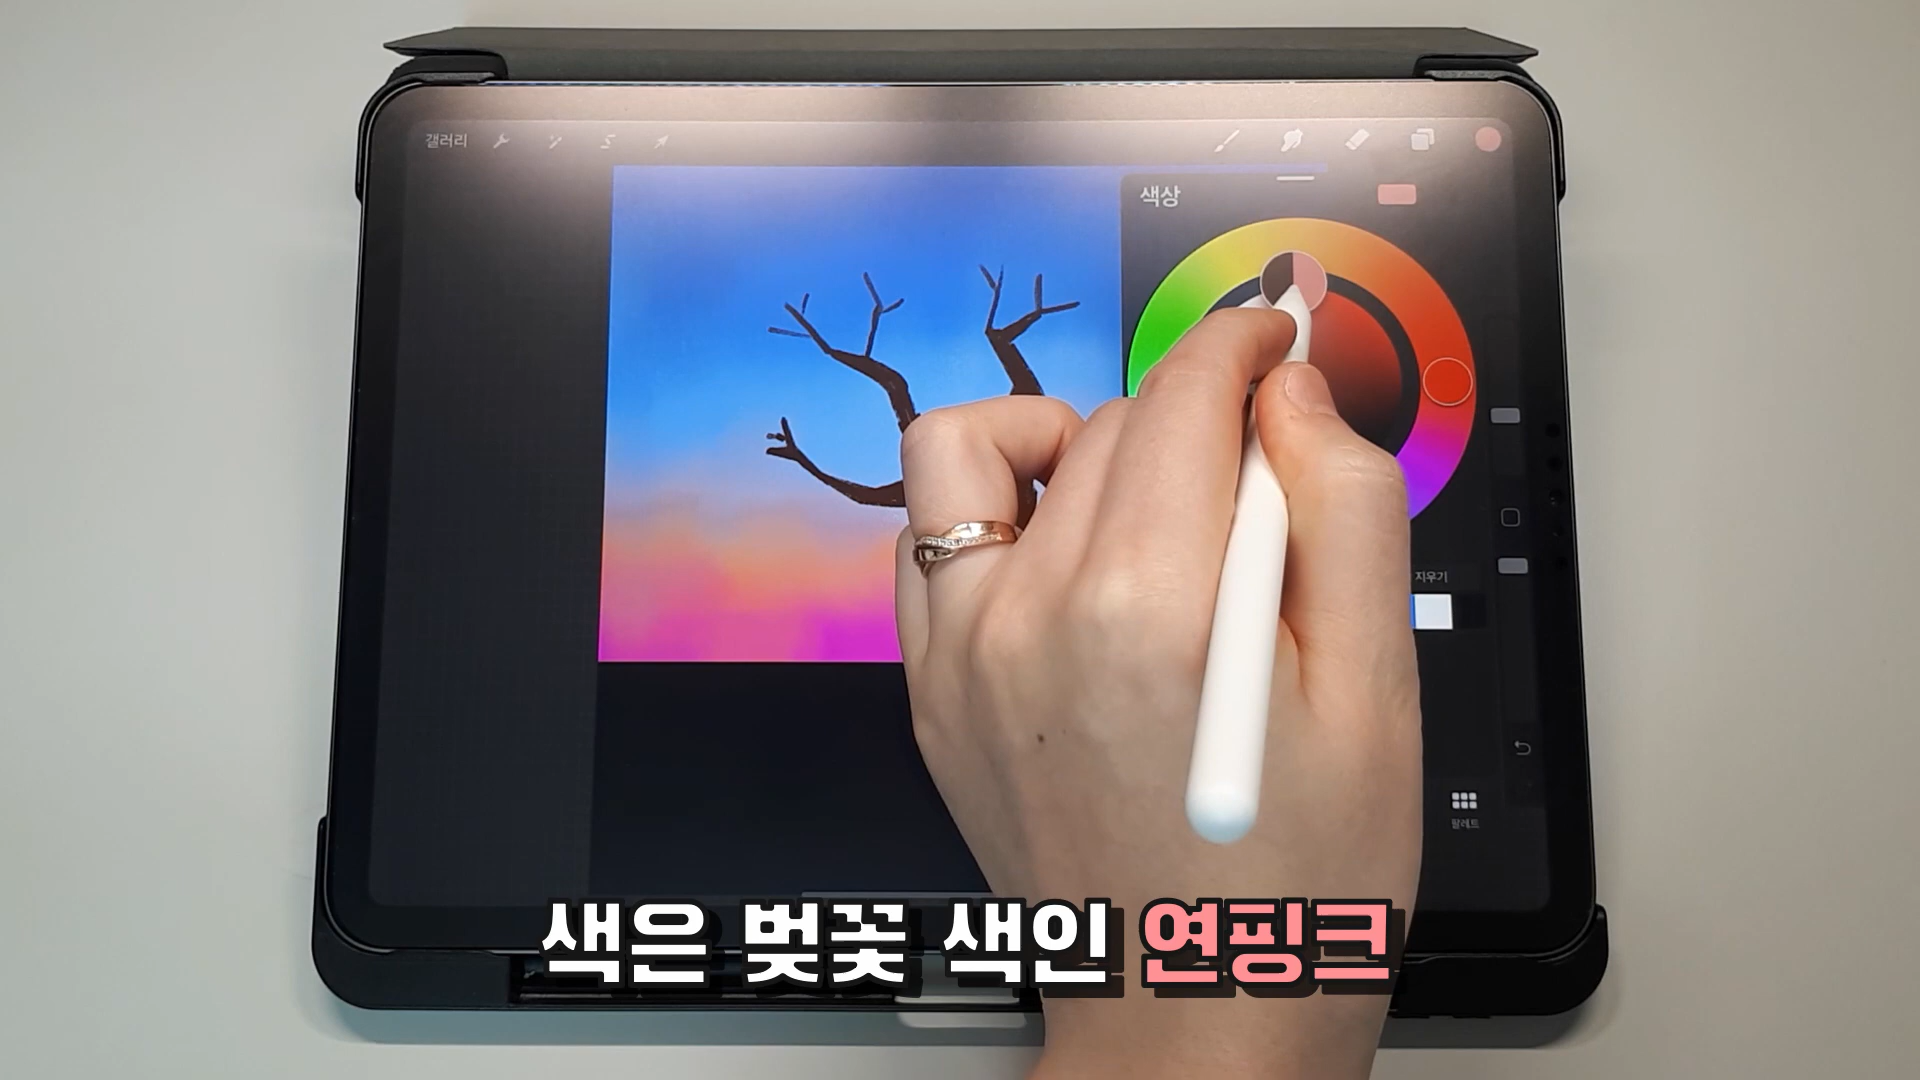 갤러리
색상
지우기
팔레트
색은 벚꽃 색인 연핑크